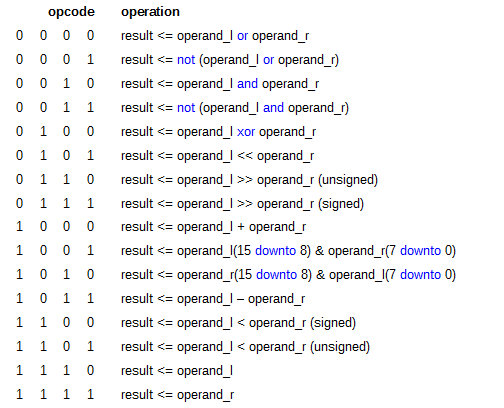 opcode operation
0 0 0 0 result <= operand_l or operand_r
0 0 0 1 result <= not (operand_l or operand_r)
0 0 1 0 result <= operand_l and operand_r
0 0 1 1 result <= not (operand_l and operand_r)
0 1 0 0 result <= operand_l xor operand_r
0 1 0 1 result <= operand_l << operand_r
0 1 1 0 result <= operand_l >> operand_r (unsigned)
0 1 1 1 result <= operand_l >> operand_r (signed)
1 0 0 0 result <= operand_l + operand_r
1 0 0 1 result <= operand_l(15 downto 8) & operand_r(7 downto 0)
1 0 1 0 result <= operand_r(15 downto 8) & operand_l(7 downto 0)
1 0 1 1 result <= operand_l – operand_r
1 1 0 0 result <= operand_l < operand_r (signed)
1 1 0 1 result <= operand_l < operand_r (unsigned)
1 1 1 0 result <= operand_l
1 1 1 1 result <= operand_r